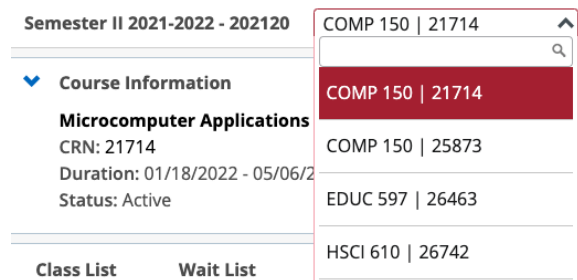 Semester II 2021-2022 - 202120
COMP 150 | 21714
COMP 150 | 21714
COMP 150 | 25873
EDUC 597 | 26463
HSCI 610 | 26742
Course Information
Microcomputer Applications
CRN: 21714
Duration: 01/18/2022 - 05/06/2
Status: Active
Class List
Wait List